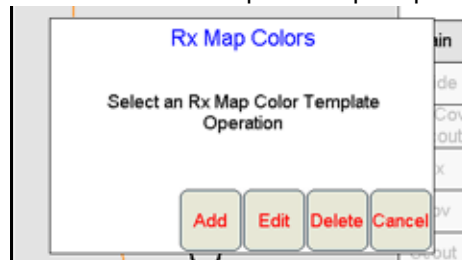 Rx Map Colors
Select an Rx Map Color Template
Operation
Add Edit Delete Cancel